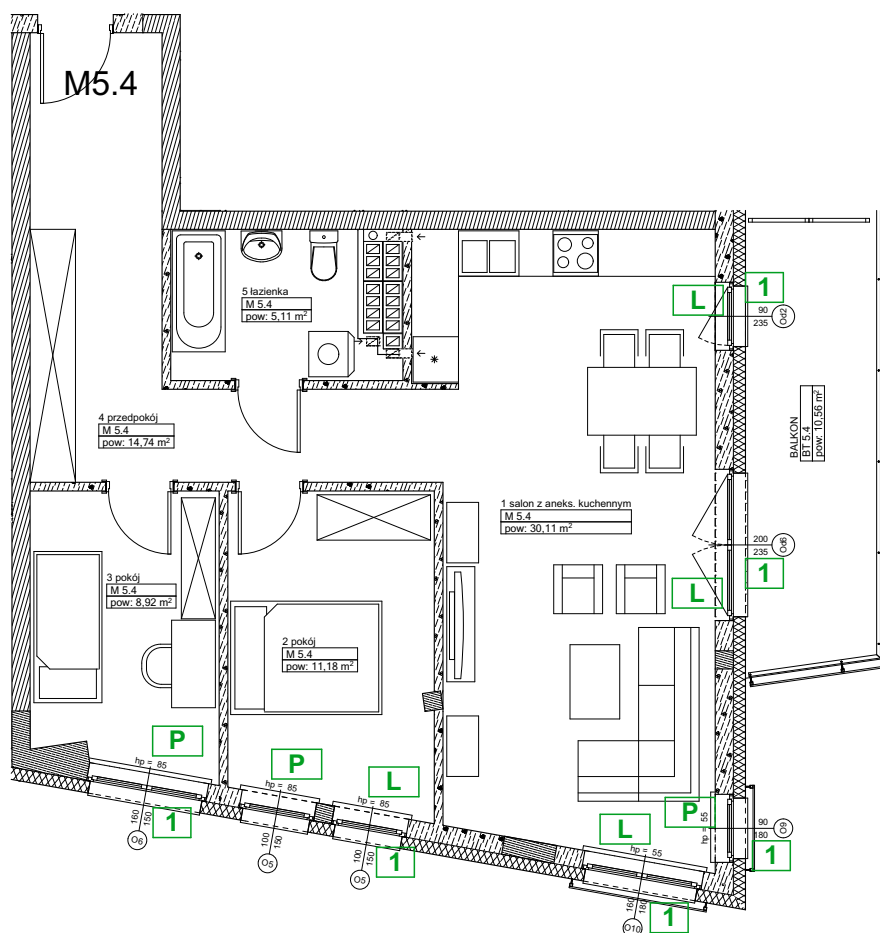 M5.4
5 łazienka
M 5.4
pow: 5,11 m²
L
1
90
235
Od2
4 przedpokój
M 5.4
pow: 14,74 m²
BALKON
BT 5.4
pow: 10,56 m²
1 salon z aneks. kuchennym
M 5.4
pow: 30,11 m²
200
235
Od6
1
L
3 pokój
M 5.4
pow: 8,92 m²
2 pokój
M 5.4
pow: 11,18 m²
P
hp = 85
160
150
O6
1
P
hp = 85
100
150
O5
L
hp = 85
100
150
O5
1
L
hp = 55
160
180
O10
1
P
hp = 55
90
180
O9
1